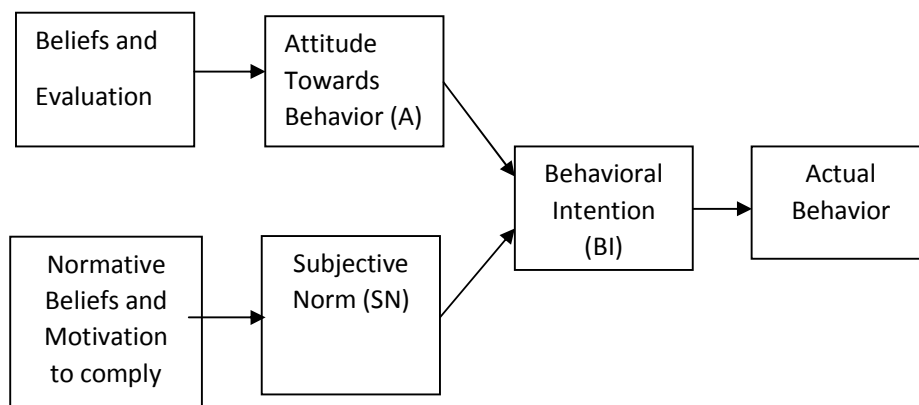 Beliefs and
Evaluation
Attitude
Towards
Behavior (A)
Behavioral
Intention
(BI)
Actual
Behavior
Normative
Beliefs and
Motivation
to comply
Subjective
Norm (SN)